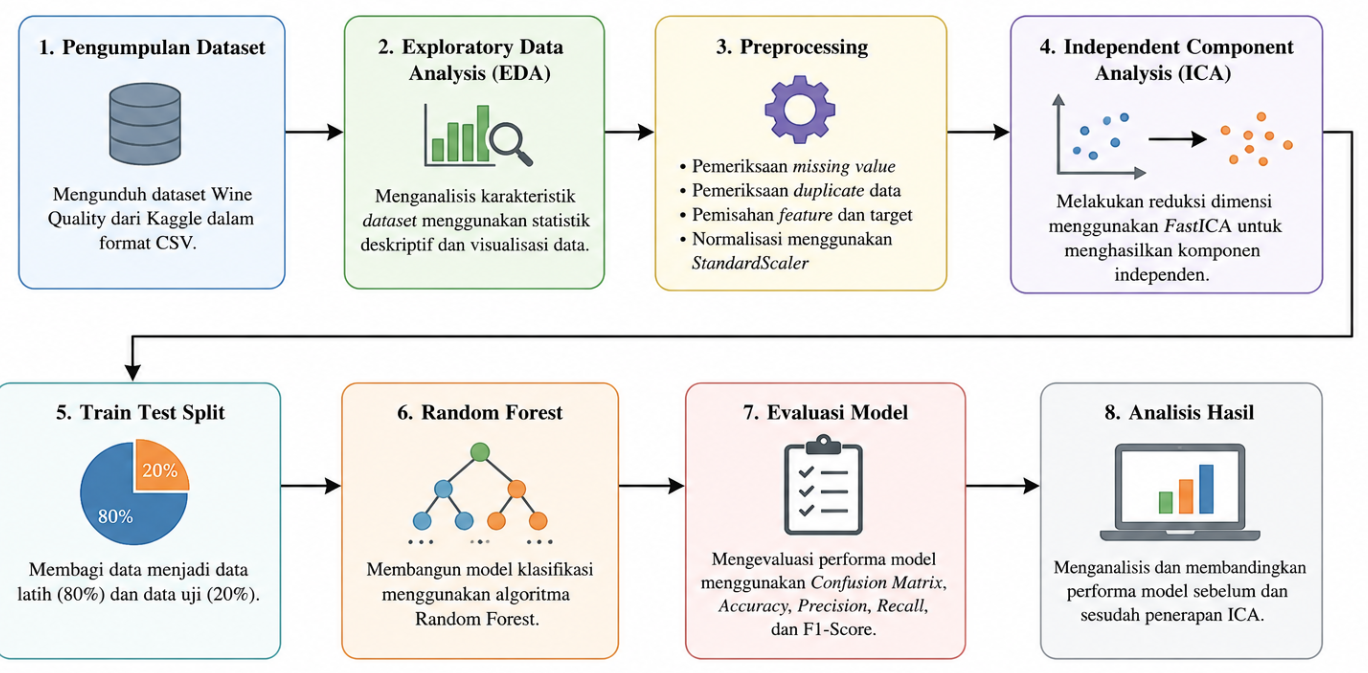 1. Pengumpulan Dataset
Mengunduh dataset Wine
Quality dari Kaggle dalam
format CSV.
2. Exploratory Data
Analysis (EDA)
Menganalisis karakteristik
dataset menggunakan statistik
deskriptif dan visualisasi data.
3. Preprocessing
• Pemeriksaan missing value
• Pemeriksaan duplicate data
• Pemisahan feature dan target
• Normalisasi menggunakan
StandardScaler
4. Independent Component
Analysis (ICA)
Melakukan reduksi dimensi
menggunakan FastICA untuk
menghasilkan komponen
independen.
5. Train Test Split
20%
80%
Membagi data menjadi data
latih (80%) dan data uji (20%).
6. Random Forest
Membangun model klasifikasi
menggunakan algoritma
Random Forest.
7. Evaluasi Model
Mengevaluasi performa model
menggunakan Confusion Matrix,
Accuracy, Precision, Recall,
dan F1-Score.
8. Analisis Hasil
Menganalisis dan membandingkan
performa model sebelum dan
sesudah penerapan ICA.